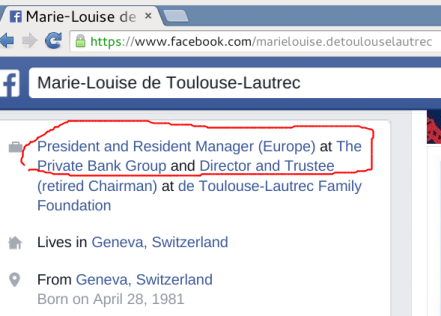 Marie-Louise de ×
https://www.facebook.com/marielouise.detoulouselautrec
f Marie-Louise de Toulouse-Lautrec
President and Resident Manager (Europe) at The
Private Bank Group and Director and Trustee
(retired Chairman) at de Toulouse-Lautrec Family
Foundation
Lives in Geneva, Switzerland
From Geneva, Switzerland
Born on April 28, 1981